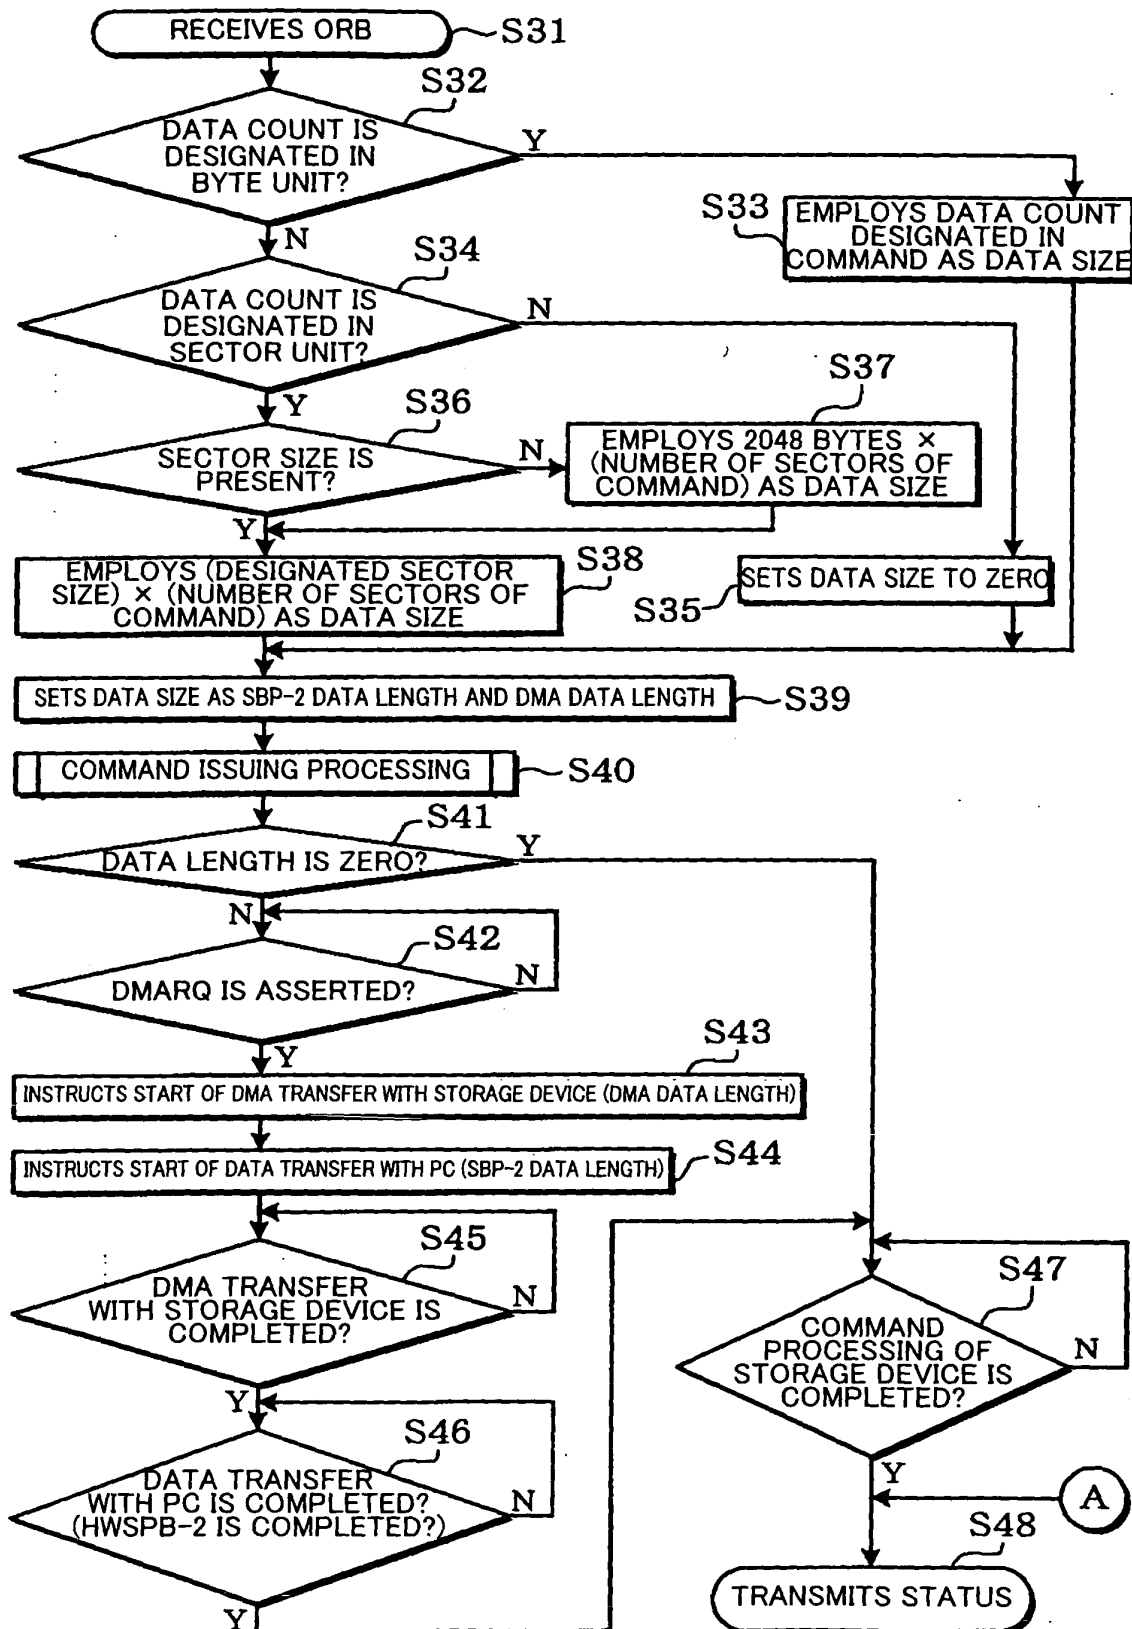 RECEIVES ORB
S31
S32
DATA COUNT IS
DESIGNATED IN
BYTE UNIT?
Y
N
S33
EMPLOYS DATA COUNT
DESIGNATED IN
COMMAND AS DATA SIZE
S34
DATA COUNT IS
DESIGNATED IN
SECTOR UNIT?
N
Y
S36
SECTOR SIZE IS
PRESENT?
N
Y
S37
EMPLOYS 2048 BYTES ×
(NUMBER OF SECTORS OF
COMMAND) AS DATA SIZE
S38
EMPLOYS (DESIGNATED SECTOR
SIZE) × (NUMBER OF SECTORS OF
COMMAND) AS DATA SIZE
SETS DATA SIZE TO ZERO
S35
SETS DATA SIZE AS SBP-2 DATA LENGTH AND DMA DATA LENGTH
S39
COMMAND ISSUING PROCESSING
S40
S41
DATA LENGTH IS ZERO?
Y
N
S42
DMARQ IS ASSERTED?
N
Y
S43
INSTRUCTS START OF DMA TRANSFER WITH STORAGE DEVICE (DMA DATA LENGTH)
S44
INSTRUCTS START OF DATA TRANSFER WITH PC (SBP-2 DATA LENGTH)
S45
DMA TRANSFER
WITH STORAGE DEVICE IS
COMPLETED?
N
Y
S46
DATA TRANSFER
WITH PC IS COMPLETED?
(HWSPB-2 IS COMPLETED?)
N
Y
S47
COMMAND
PROCESSING OF
STORAGE DEVICE IS
COMPLETED?
N
Y
A
S48
TRANSMITS STATUS